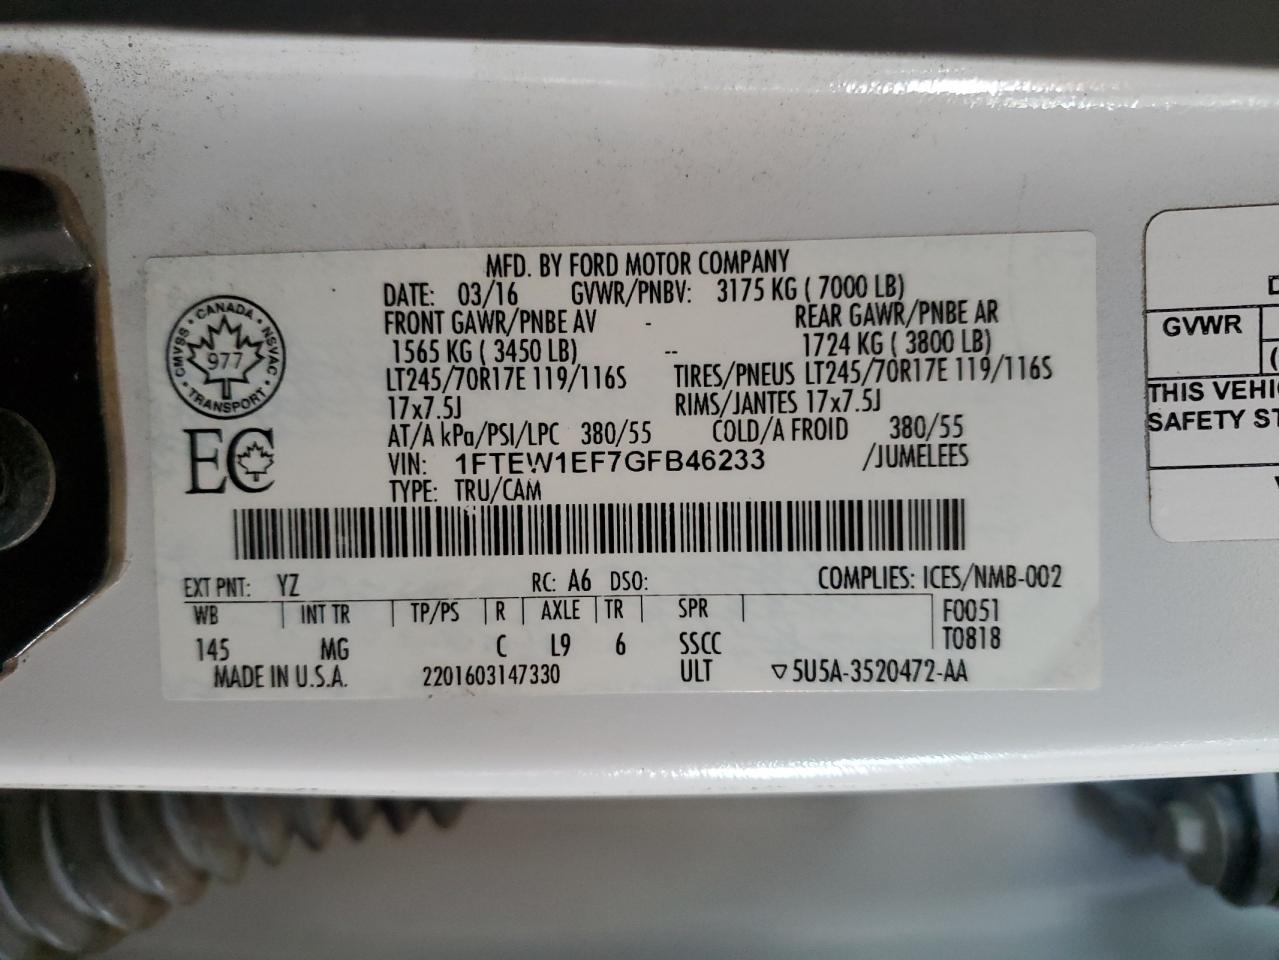 MFD. BY FORD MOTOR COMPANY
DATE: 03/16 GVWR/PNBV: 3175 KG ( 7000 LB)
FRONT GAWR/PNBE AV - REAR GAWR/PNBE AR
1565 KG ( 3450 LB) -- 1724 KG ( 3800 LB)
LT245/70R17E 119/116S TIRES/PNEUS LT245/70R17E 119/116S
17x7.5J RIMS/JANTES 17x7.5J
AT/A kPa/PSI/LPC 380/55 COLD/A FROID 380/55
VIN: 1FTEW1EF7GFB46233 /JUMELEES
TYPE: TRU/CAM
CANADA
CMVSS 977 NSVAC
TRANSPORT
EC
EXT PNT: YZ RC: A6 DSO: COMPLIES: ICES/NMB-002
WB INT TR TP/PS R AXLE TR SPR F0051
145 MG C L9 6 SSCC T0818
MADE IN U.S.A. 2201603147330 ULT ▽5U5A-3520472-AA
GVWR
(
THIS VEHI
SAFETY ST